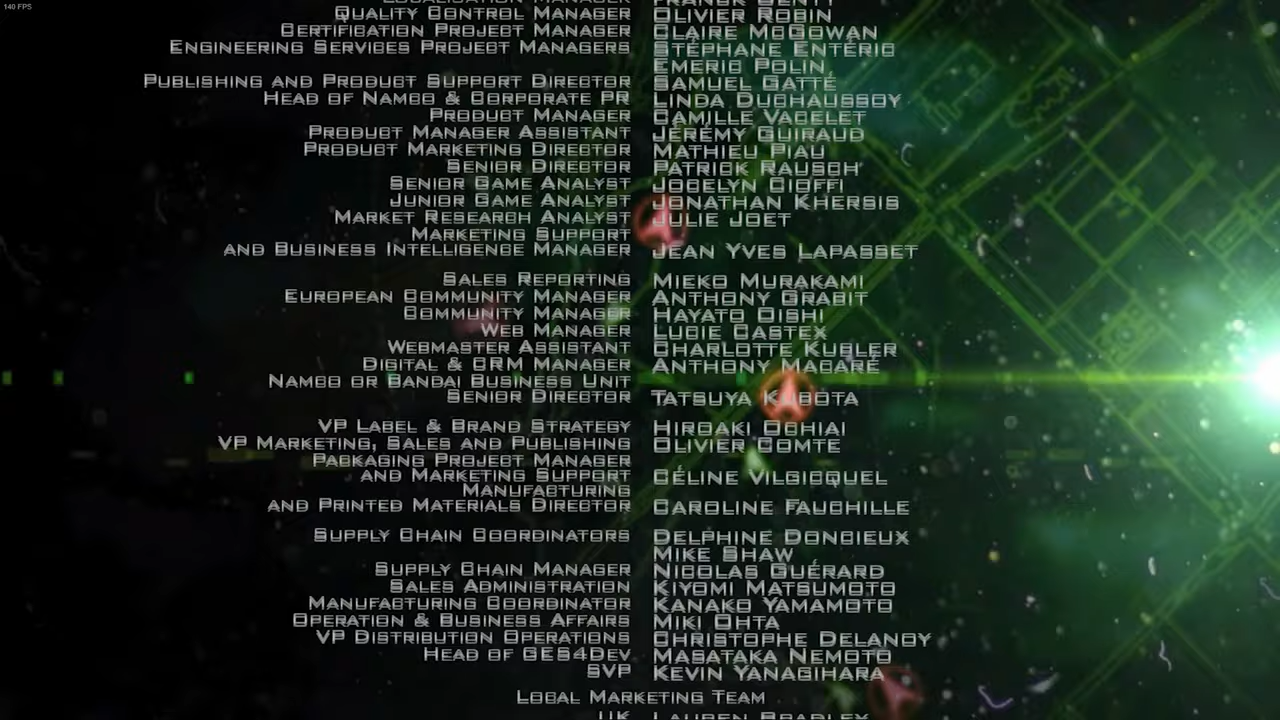 140 FPS
LOCALISATION MANAGER FRANCK GENTY
QUALITY CONTROL MANAGER OLIVIER ROBIN
CERTIFICATION PROJECT MANAGER CLAIRE MCGOWAN
ENGINEERING SERVICES PROJECT MANAGERS STÉPHANE ENTÉRIC
EMERIC POLIN
PUBLISHING AND PRODUCT SUPPORT DIRECTOR SAMUEL GATTÉ
HEAD OF NAMCO & CORPORATE PR LINDA DUCHAUSSOY
PRODUCT MANAGER CAMILLE VACELET
PRODUCT MANAGER ASSISTANT JÉRÉMY GUIRAUD
PRODUCT MARKETING DIRECTOR MATHIEU PIAU
SENIOR DIRECTOR PATRICK RAUSCH
SENIOR GAME ANALYST JOCELYN CIOFFI
JUNIOR GAME ANALYST JONATHAN KHERSIS
MARKET RESEARCH ANALYST JULIE JOET
MARKETING SUPPORT
AND BUSINESS INTELLIGENCE MANAGER JEAN YVES LAPASSET
SALES REPORTING MIEKO MURAKAMI
EUROPEAN COMMUNITY MANAGER ANTHONY GRABIT
COMMUNITY MANAGER HAYATO OISHI
WEB MANAGER LUCIE CASTEX
WEBMASTER ASSISTANT CHARLOTTE KUBLER
DIGITAL & CRM MANAGER ANTHONY MACARÉ
NAMCO OR BANDAI BUSINESS UNIT
SENIOR DIRECTOR TATSUYA KUBOTA
VP LABEL & BRAND STRATEGY HIROAKI OCHIAI
VP MARKETING, SALES AND PUBLISHING OLIVIER COMTE
PACKAGING PROJECT MANAGER
AND MARKETING SUPPORT CÉLINE VILGICQUEL
MANUFACTURING
AND PRINTED MATERIALS DIRECTOR CAROLINE FAUCHILLE
SUPPLY CHAIN COORDINATORS DELPHINE DONCIEUX
MIKE SHAW
SUPPLY CHAIN MANAGER NICOLAS GUÉRARD
SALES ADMINISTRATION KIYOMI MATSUMOTO
MANUFACTURING COORDINATOR KANAKO YAMAMOTO
OPERATION & BUSINESS AFFAIRS MIKI OHTA
VP DISTRIBUTION OPERATIONS CHRISTOPHE DELANOY
HEAD OF GES4DEV MASATAKA NEMOTO
SVP KEVIN YANAGIHARA
LOCAL MARKETING TEAM
UK LAUREN BRADLEY